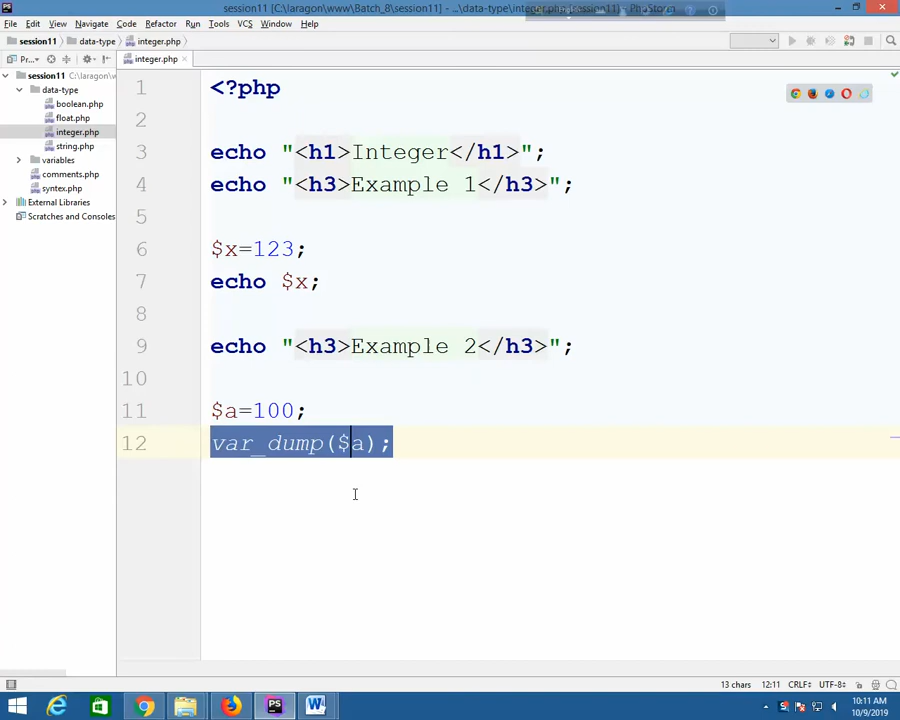 session11 [C:\laragon\www\Batch_8\session11] - ...\data-type\integer.php [session11] - PhpStorm
File Edit View Navigate Code Refactor Run Tools VCS Window Help
session11 data-type integer.php
Pr...
integer.php
session11 C:\laragon\w
data-type
boolean.php
float.php
integer.php
string.php
variables
comments.php
syntex.php
External Libraries
Scratches and Consoles
1 <?php
2
3 echo "<h1>Integer</h1>";
4 echo "<h3>Example 1</h3>";
5
6 $x=123;
7 echo $x;
8
9 echo "<h3>Example 2</h3>";
10
11 $a=100;
12 var_dump($a);
13 chars 12:11 CRLF UTF-8
10:11 AM
10/9/2019